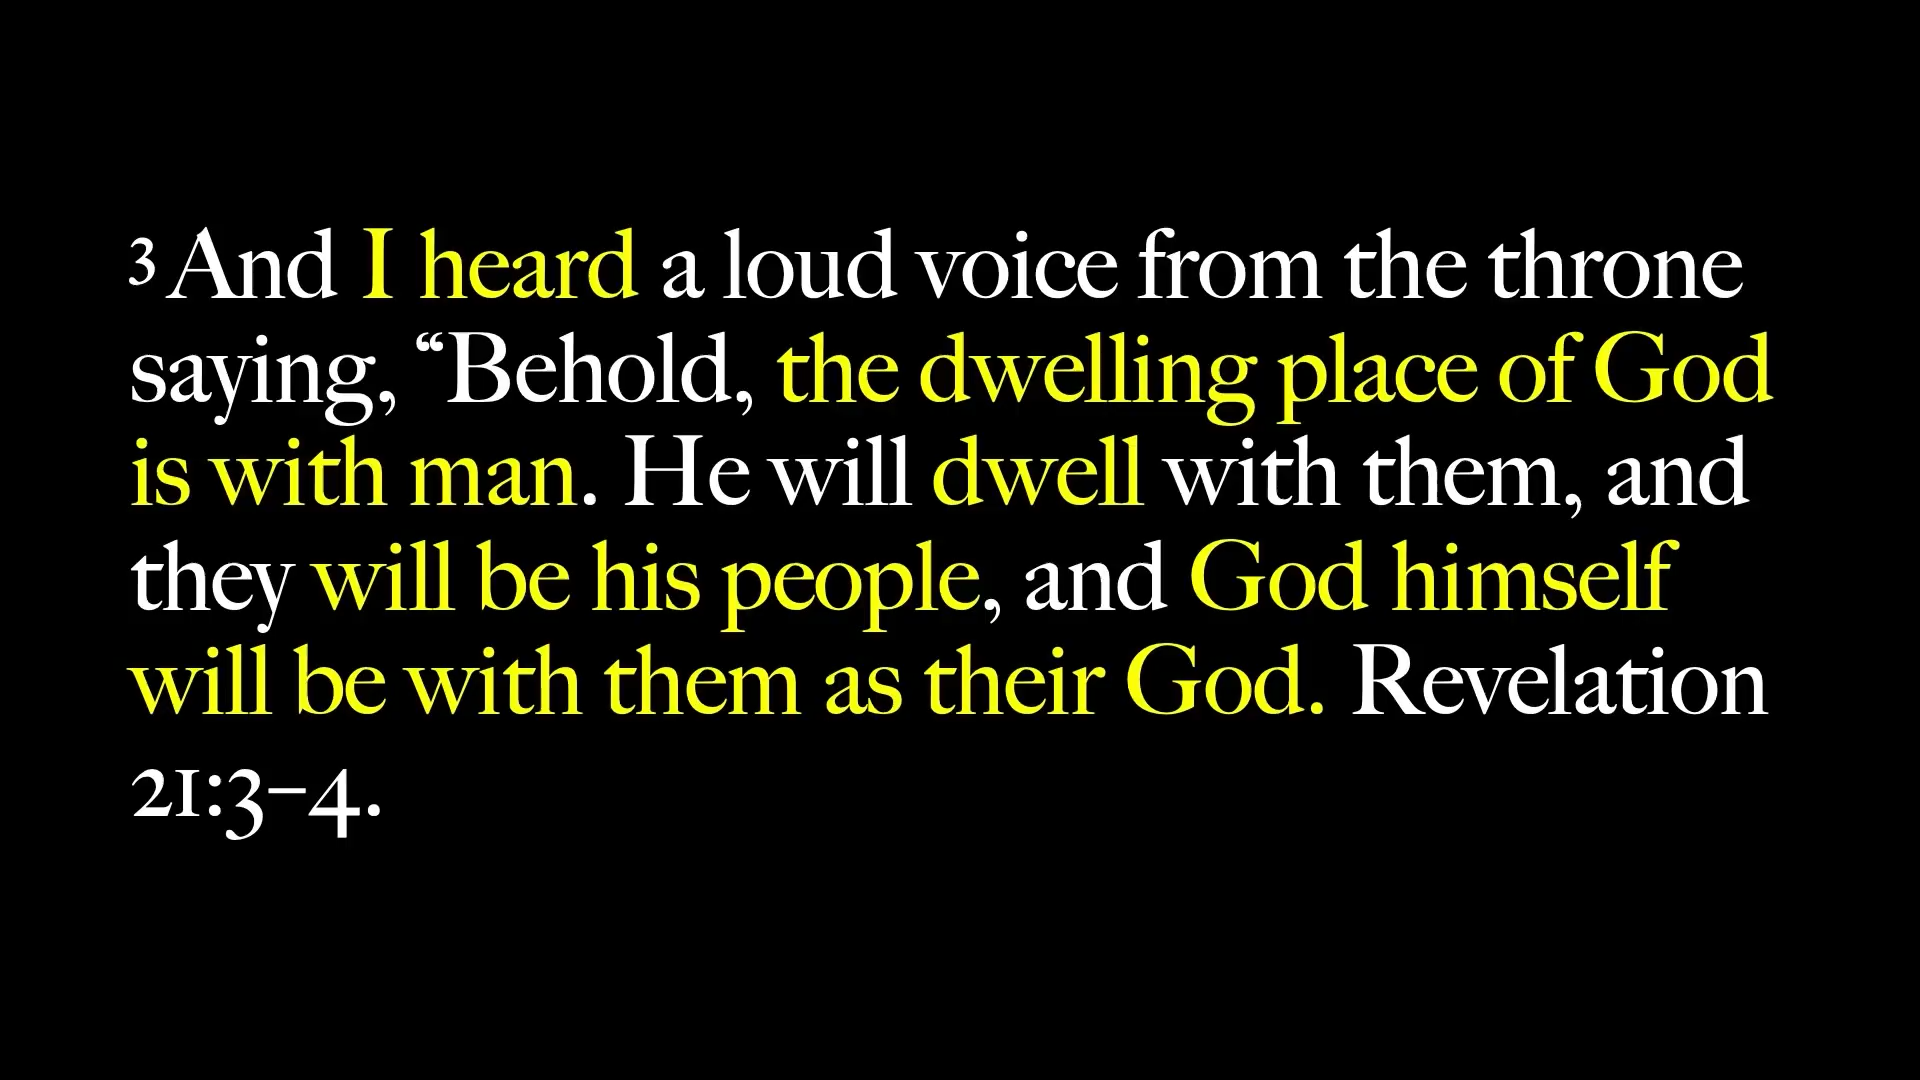 ³ And I heard a loud voice from the throne
saying, “Behold, the dwelling place of God
is with man. He will dwell with them, and
they will be his people, and God himself
will be with them as their God. Revelation
21:3–4.